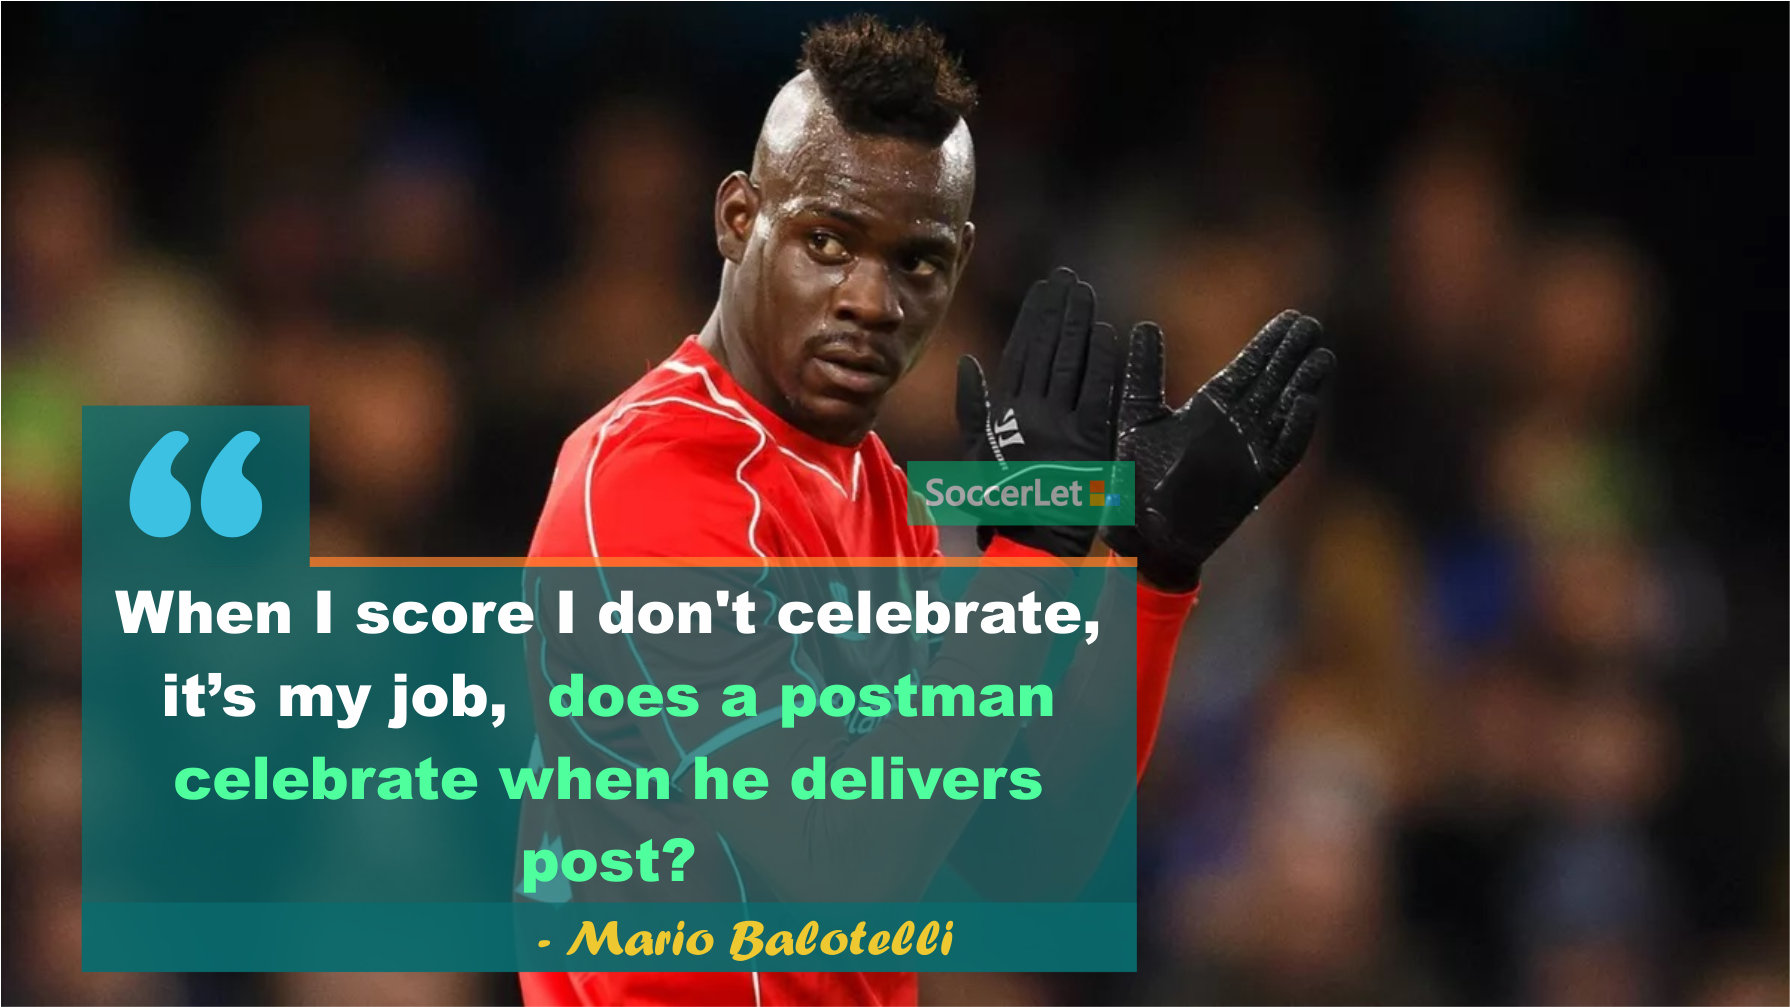 SoccerLet
When I score I don't celebrate,
it’s my job, does a postman
celebrate when he delivers
post?
- Mario Balotelli